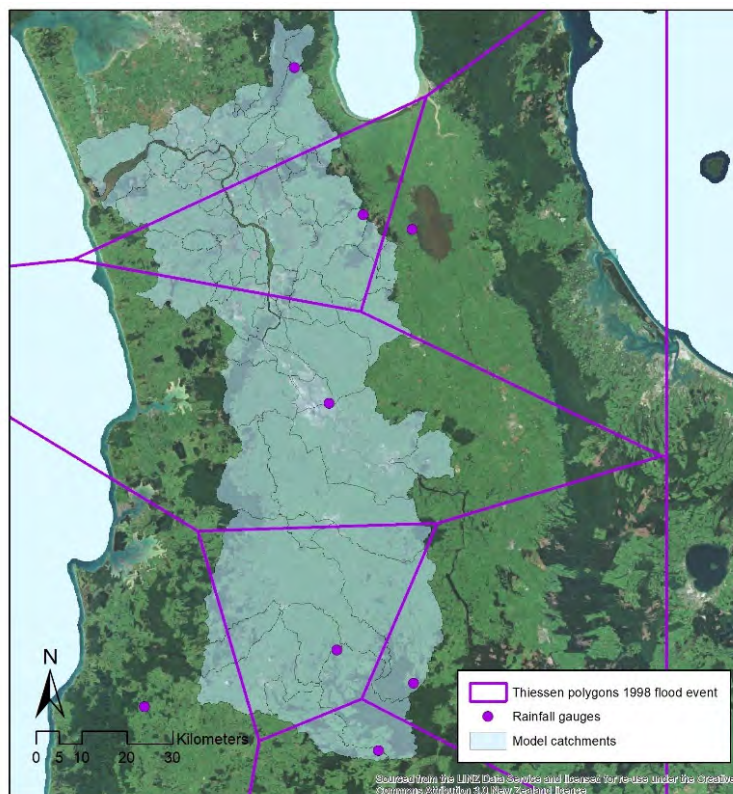 N
0 5 10 20 30 Kilometers
Thiessen polygons 1998 flood event
Rainfall gauges
Model catchments
Sourced from the LINZ Data Service and licensed for re-use under the Creative
Commons Attribution 3.0 New Zealand license